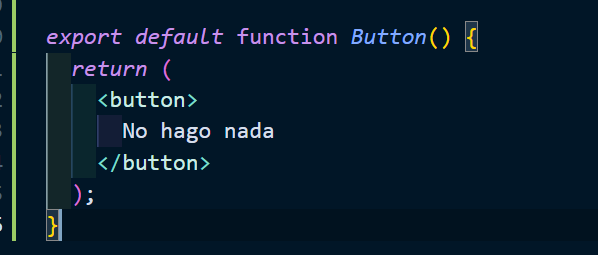 export default function Button() {
return (
<button>
No hago nada
</button>
);
}